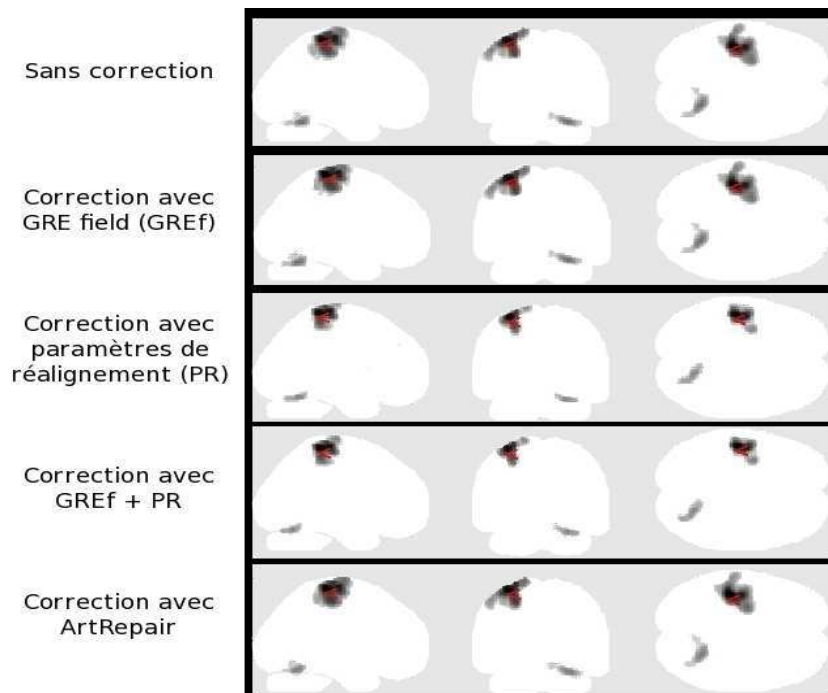 Sans correction
Correction avec
GRE field (GREf)
Correction avec
paramètres de
réalignement (PR)
Correction avec
GREf + PR
Correction avec
ArtRepair